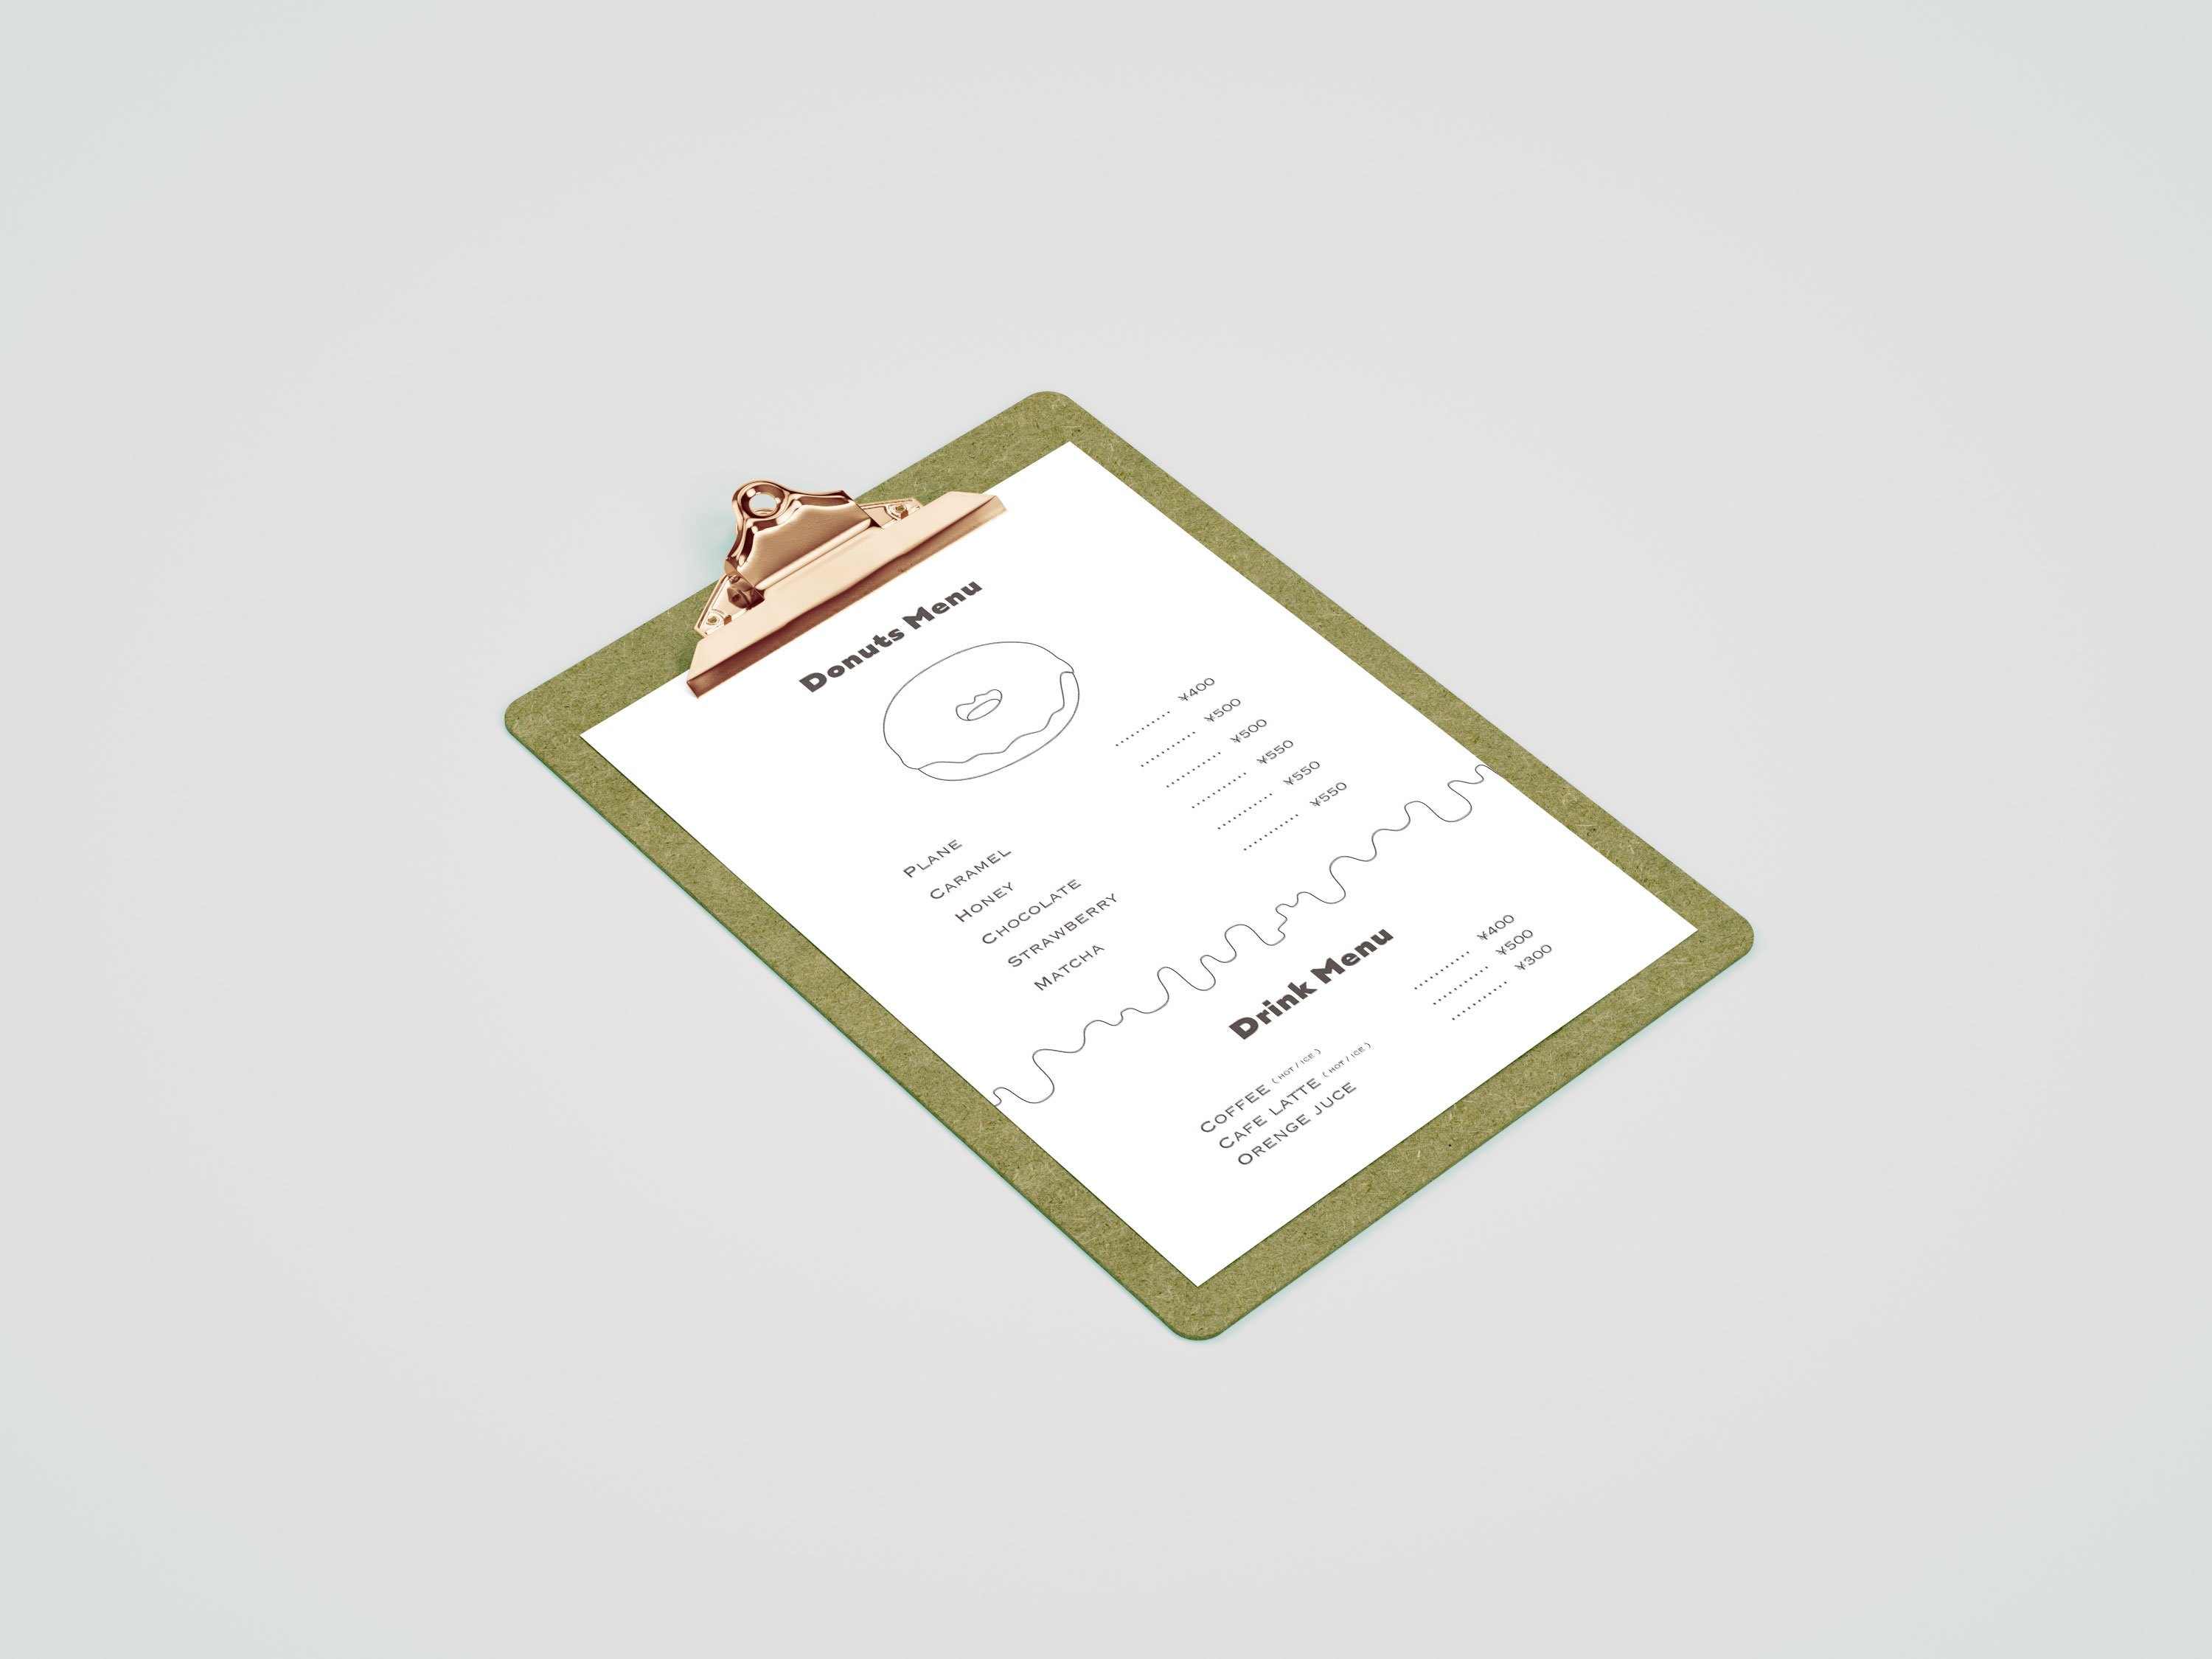 Donuts Menu
PLANE .......... ¥400
CARAMEL .......... ¥500
HONEY .......... ¥500
CHOCOLATE .......... ¥550
STRAWBERRY .......... ¥550
MATCHA .......... ¥550
Drink Menu
COFFEE ( HOT / ICE ) .......... ¥400
CAFE LATTE ( HOT / ICE ) .......... ¥500
ORENGE JUCE .......... ¥300